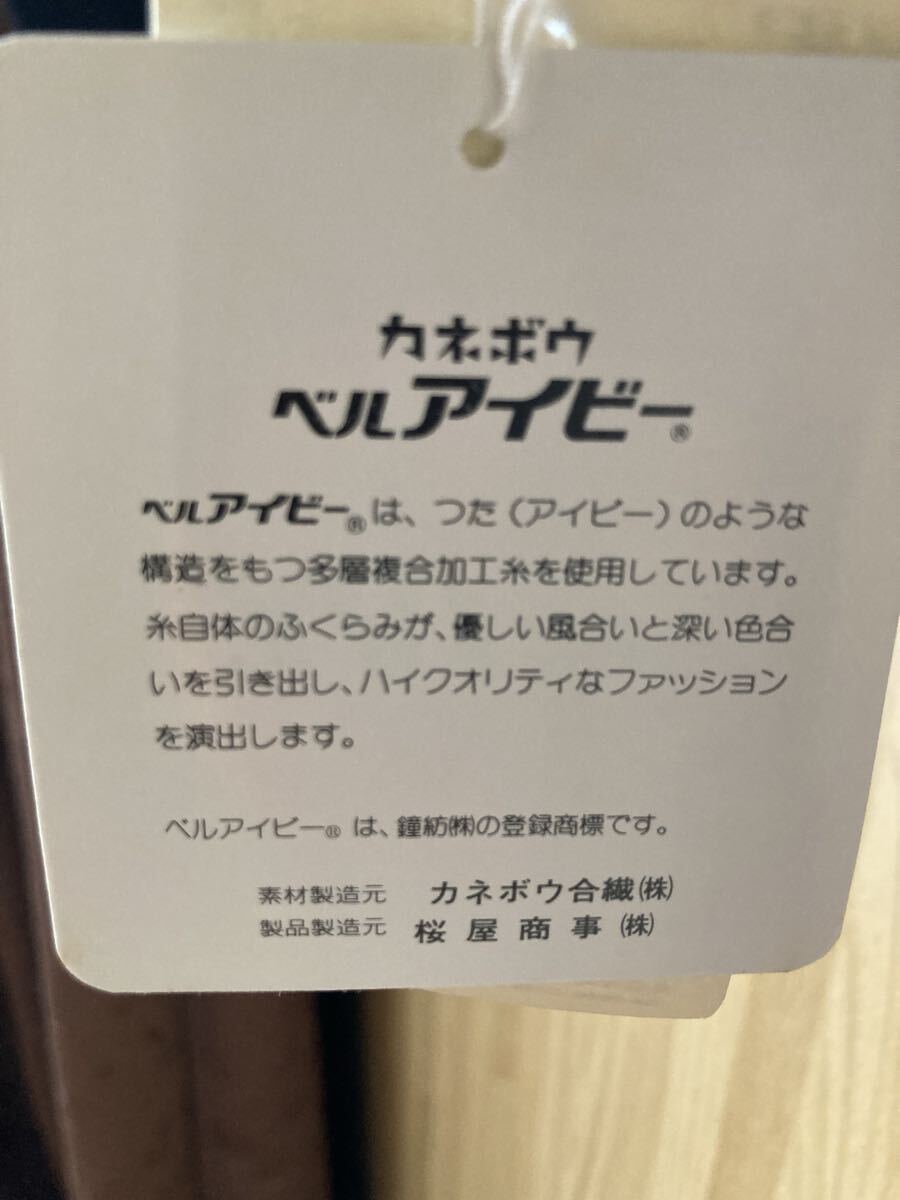 カネボウ
ベルアイビー®
ベルアイビー®は、つた（アイビー）のような
構造をもつ多層複合加工糸を使用しています。
糸自体のふくらみが、優しい風合いと深い色合
いを引き出し、ハイクオリティなファッション
を演出します。
ベルアイビー®は、鐘紡㈱の登録商標です。
素材製造元 カネボウ合繊㈱
製品製造元 桜屋商事㈱